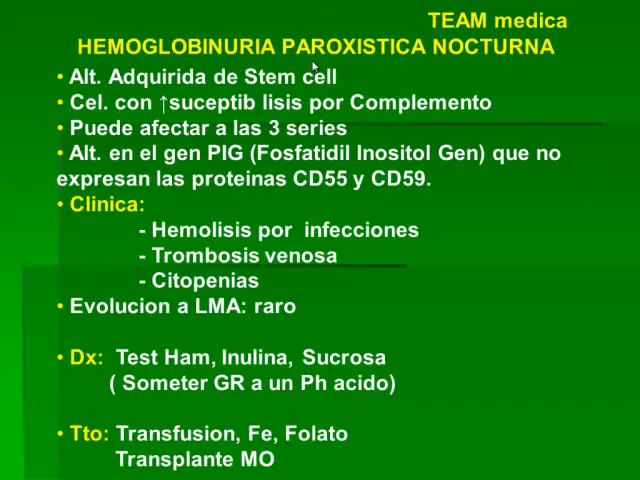 TEAM medica
HEMOGLOBINURIA PAROXISTICA NOCTURNA
• Alt. Adquirida de Stem cell
• Cel. con ↑suceptib lisis por Complemento
• Puede afectar a las 3 series
• Alt. en el gen PIG (Fosfatidil Inositol Gen) que no
expresan las proteinas CD55 y CD59.
• Clinica:
- Hemolisis por infecciones
- Trombosis venosa
- Citopenias
• Evolucion a LMA: raro
• Dx: Test Ham, Inulina, Sucrosa
( Someter GR a un Ph acido)
• Tto: Transfusion, Fe, Folato
Transplante MO